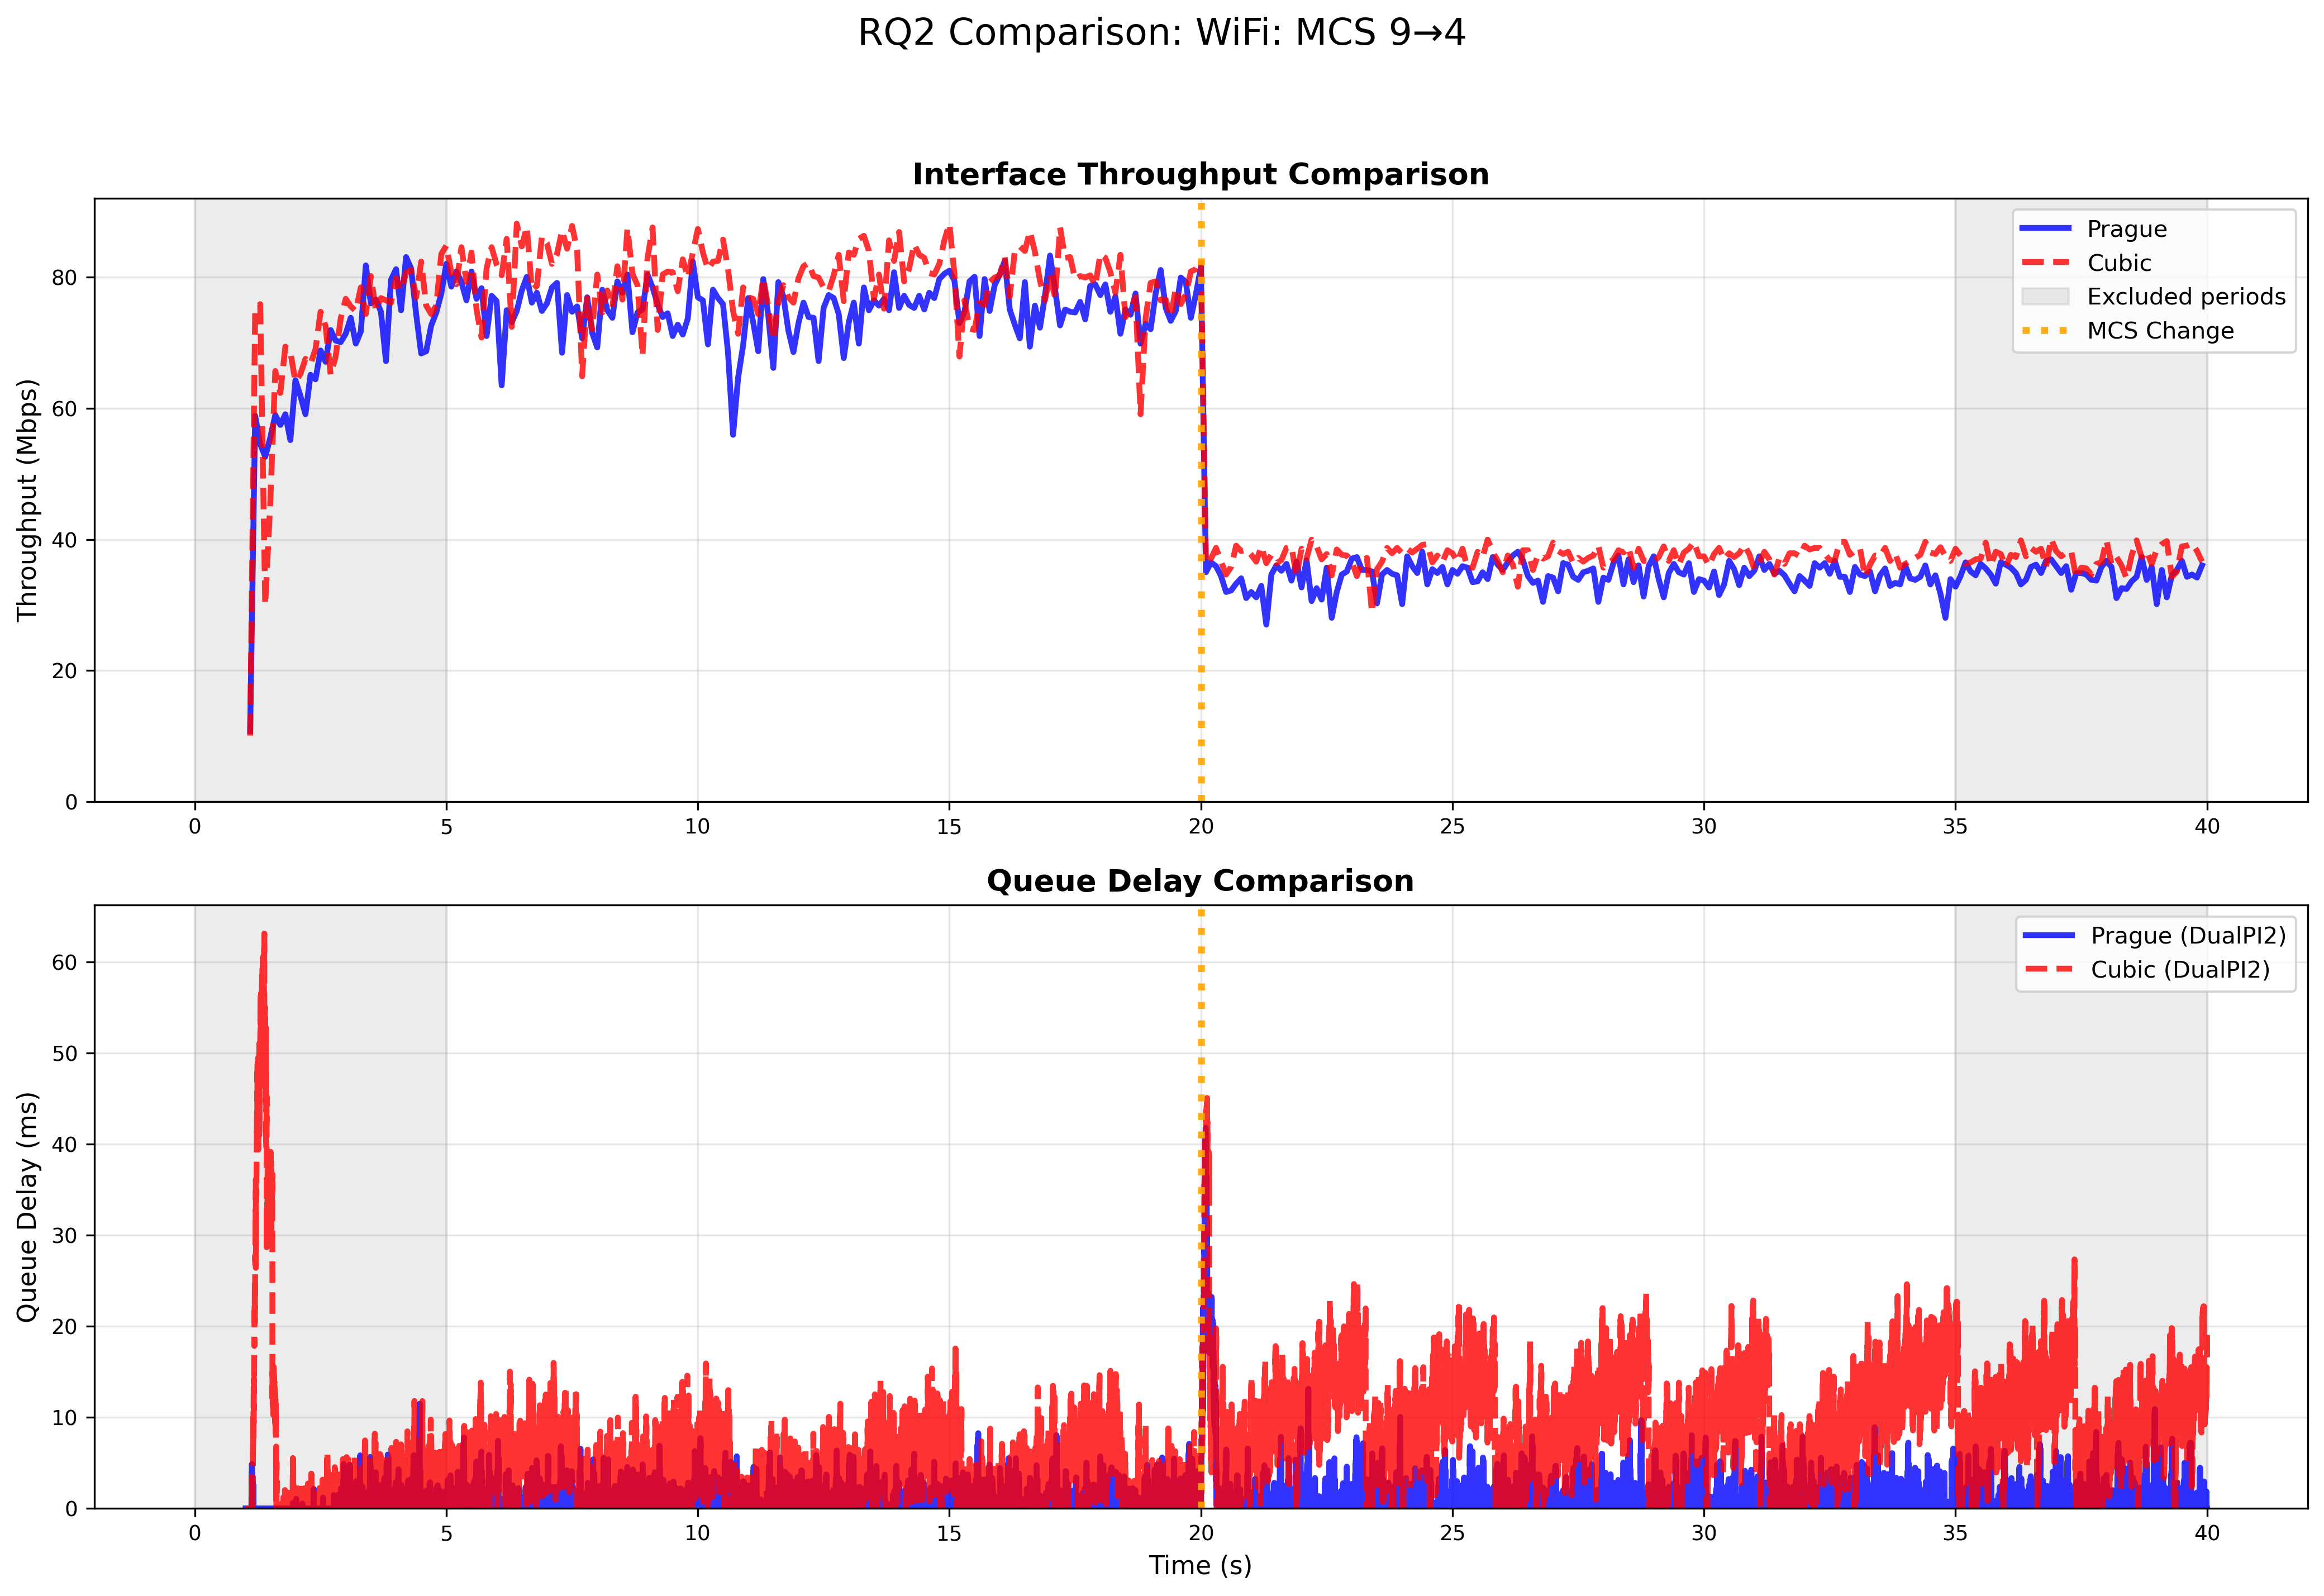 RQ2 Comparison: WiFi: MCS 9→4
Interface Throughput Comparison
Throughput (Mbps)
80
60
40
20
0
0 5 10 15 20 25 30 35 40
Prague
Cubic
Excluded periods
MCS Change
Queue Delay Comparison
Queue Delay (ms)
60
50
40
30
20
10
0
0 5 10 15 20 25 30 35 40
Prague (DualPI2)
Cubic (DualPI2)
Time (s)